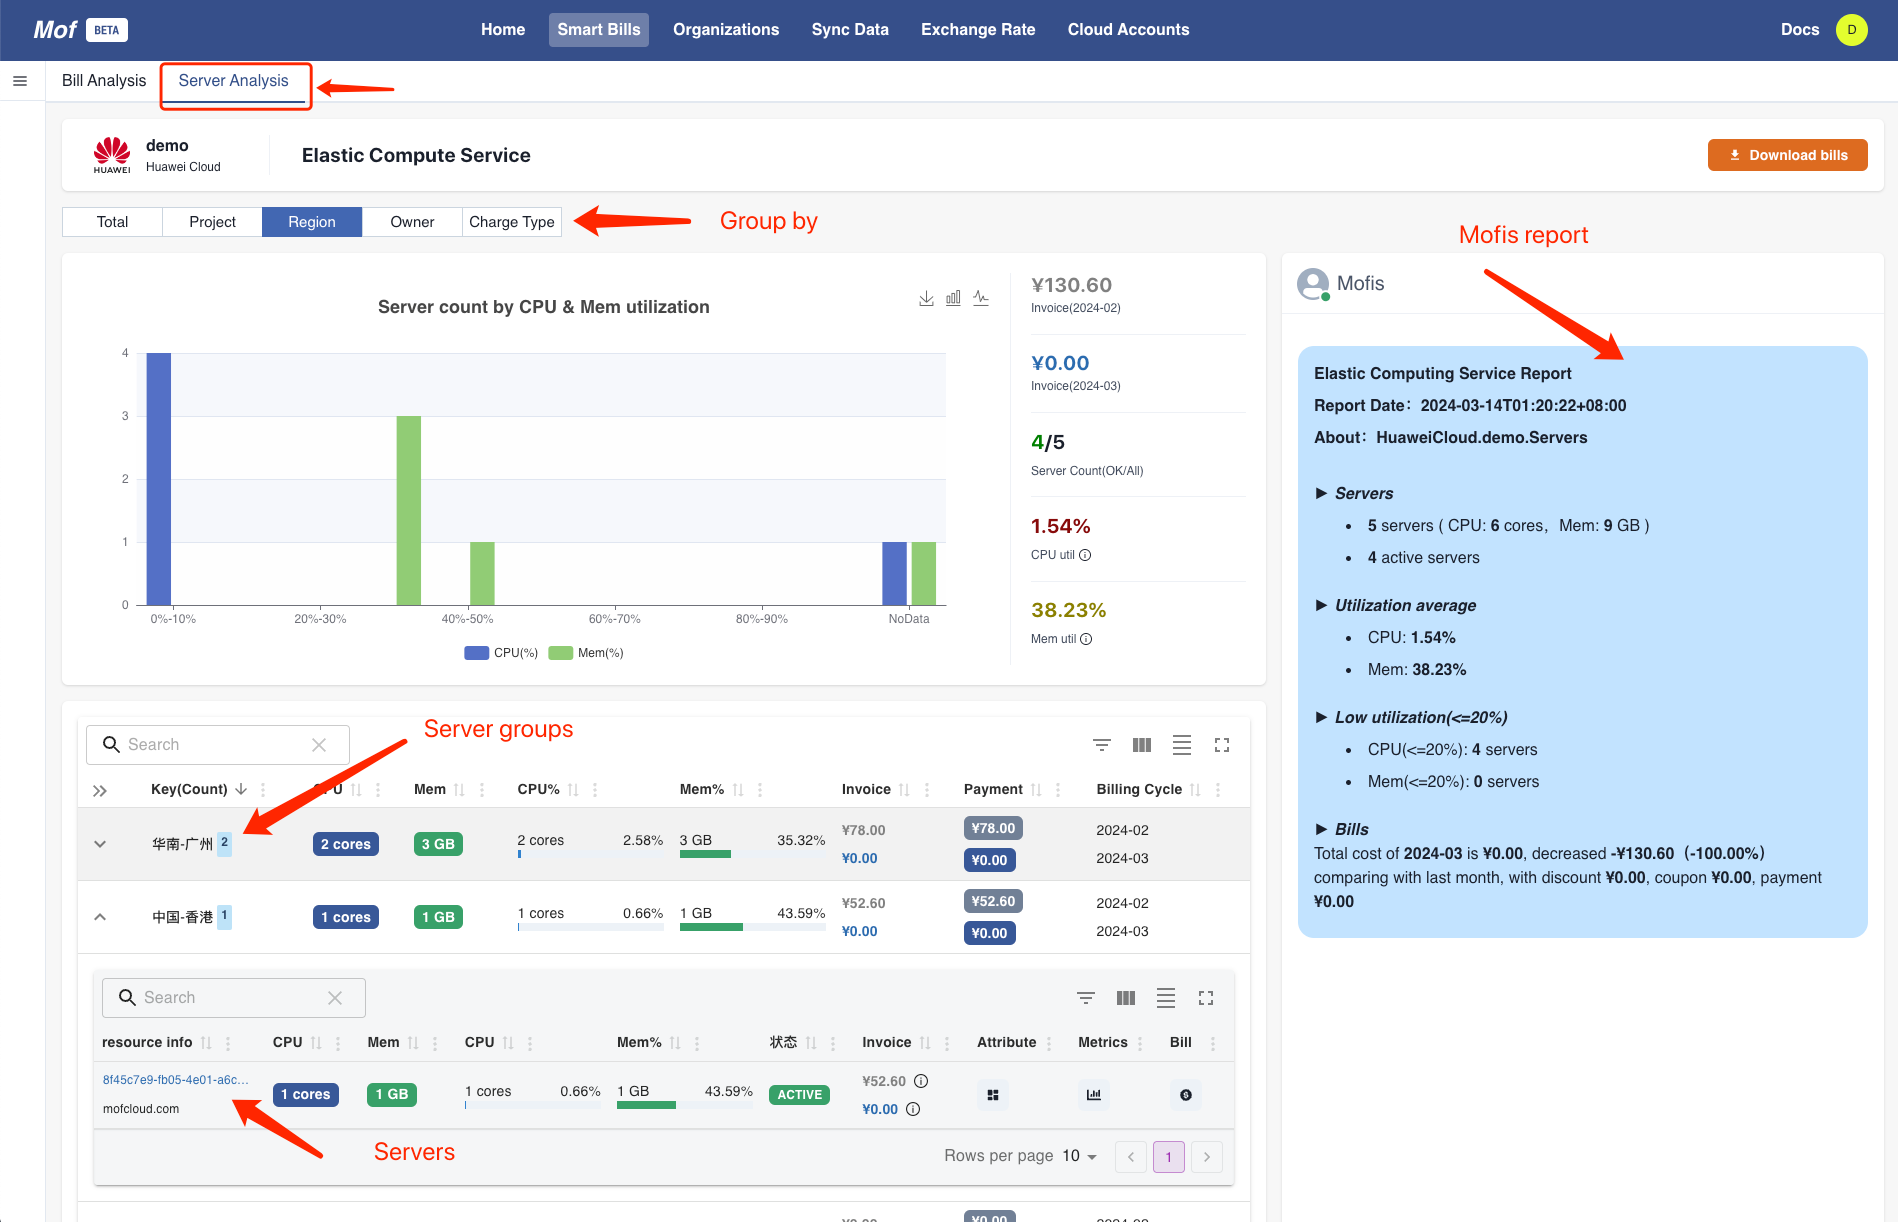 Mof BETA
Home Smart Bills Organizations Sync Data Exchange Rate Cloud Accounts Docs D
Bill Analysis Server Analysis
HUAWEI
demo
Huawei Cloud
Elastic Compute Service
Download bills
Total Project Region Owner Charge Type
Group by
Mofis report
Server count by CPU & Mem utilization
4
3
2
1
0
0%-10% 20%-30% 40%-50% 60%-70% 80%-90% NoData
CPU(%) Mem(%)
¥130.60
Invoice(2024-02)
¥0.00
Invoice(2024-03)
4/5
Server Count(OK/All)
1.54%
CPU util
38.23%
Mem util
Mofis
Elastic Computing Service Report
Report Date：2024-03-14T01:20:22+08:00
About：HuaweiCloud.demo.Servers
► Servers
• 5 servers ( CPU: 6 cores， Mem: 9 GB )
• 4 active servers
► Utilization average
• CPU: 1.54%
• Mem: 38.23%
► Low utilization(<=20%)
• CPU(<=20%): 4 servers
• Mem(<=20%): 0 servers
► Bills
Total cost of 2024-03 is ¥0.00, decreased -¥130.60（-100.00%）
comparing with last month, with discount ¥0.00, coupon ¥0.00, payment
¥0.00
Server groups
Search
Key(Count) CPU Mem CPU% Mem% Invoice Payment Billing Cycle
华南-广州 2 2 cores 3 GB 2 cores 2.58% 3 GB 35.32% ¥78.00 ¥78.00 2024-02
¥0.00 ¥0.00 2024-03
中国-香港 1 1 cores 1 GB 1 cores 0.66% 1 GB 43.59% ¥52.60 ¥52.60 2024-02
¥0.00 ¥0.00 2024-03
Search
resource info CPU Mem CPU Mem% 状态 Invoice Attribute Metrics Bill
8f45c7e9-fb05-4e01-a6c... 1 cores 1 GB 1 cores 0.66% 1 GB 43.59% ACTIVE ¥52.60
mofcloud.com ¥0.00
Servers
Rows per page 10 1
¥0.00 ¥0.00 2024-02